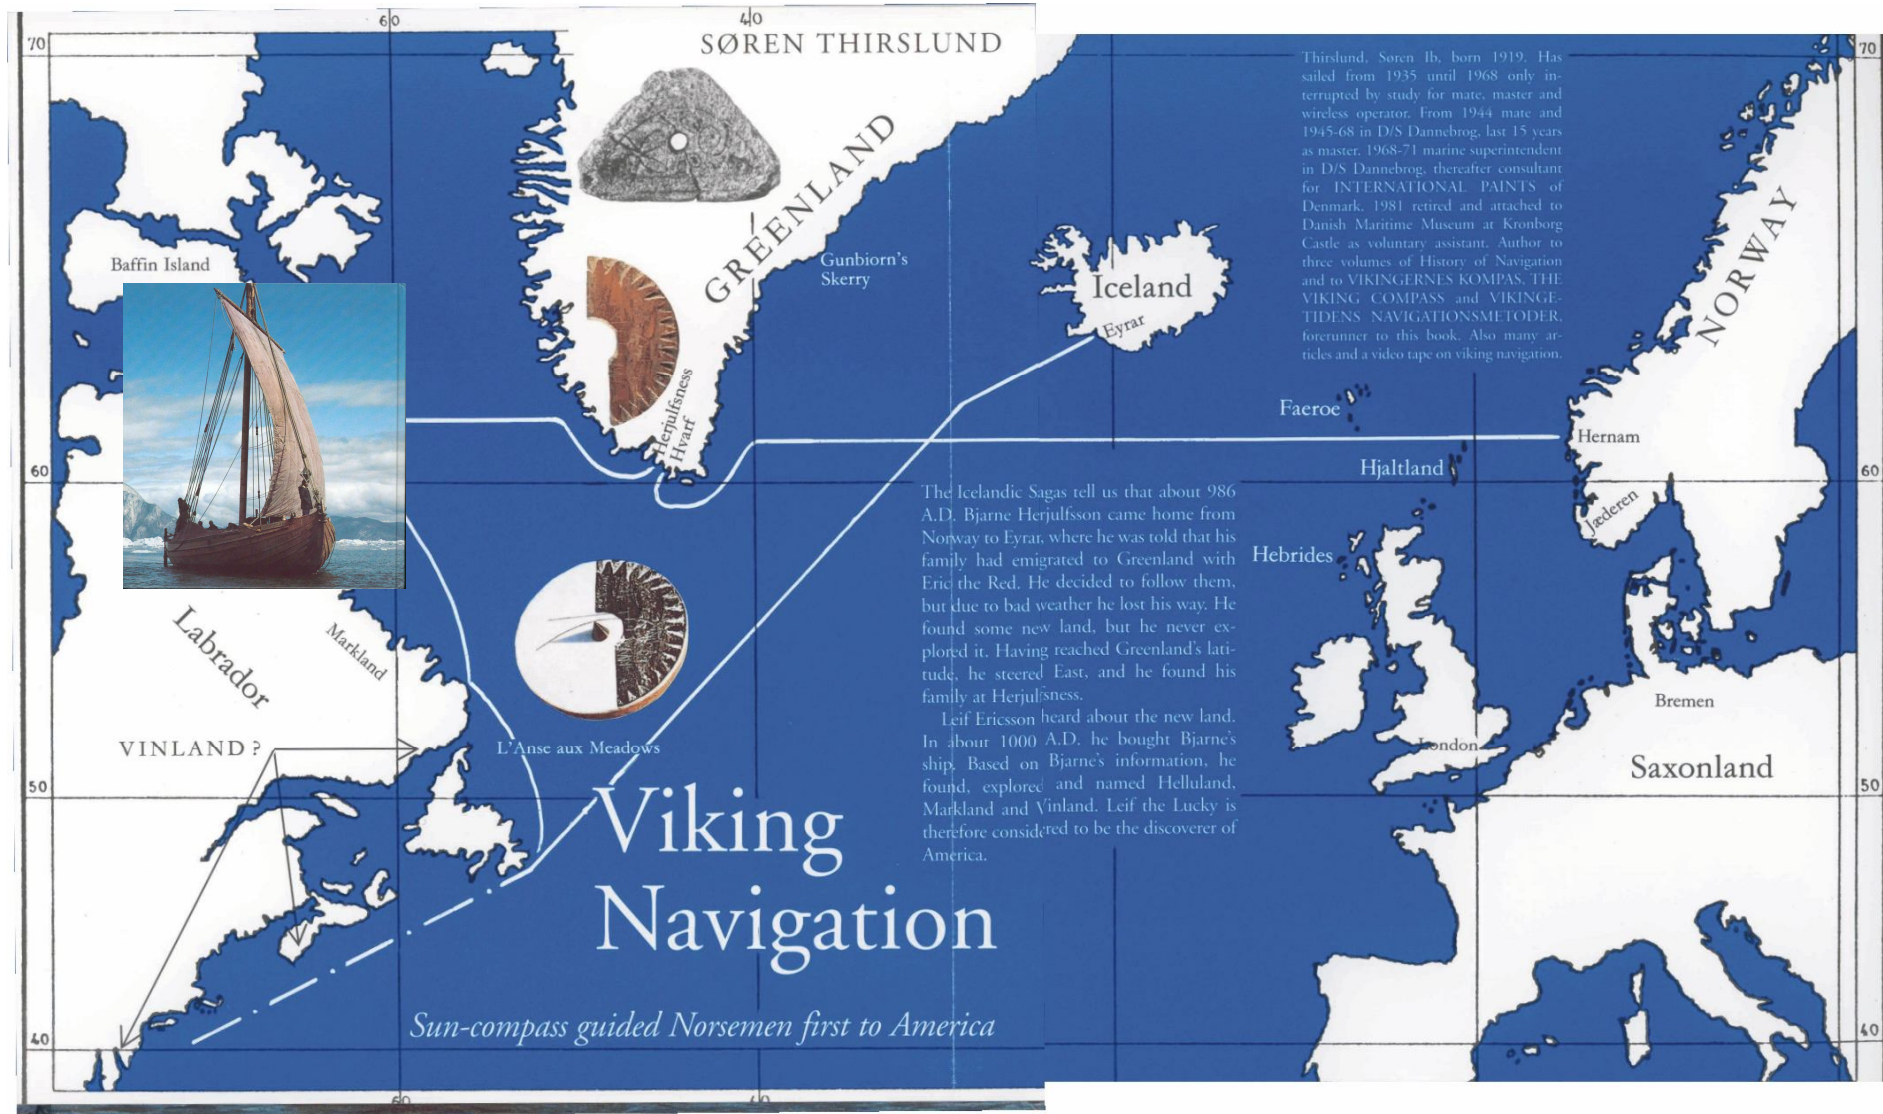 60
40
70
SØREN THIRSLUND
Thirslund, Søren Ib, born 1919. Has
sailed from 1935 until 1968 only in-
terrupted by study for mate, master and
wireless operator. From 1944 mate and
1945-68 in D/S Dannebrog, last 15 years
as master. 1968-71 marine superintendent
in D/S Dannebrog, thereafter consultant
for INTERNATIONAL PAINTS of
Denmark. 1981 retired and attached to
Danish Maritime Museum at Kronborg
Castle as voluntary assistant. Author to
three volumes of History of Navigation
and to VIKINGERNES KOMPAS, THE
VIKING COMPASS and VIKINGE-
TIDENS NAVIGATIONSMETODER,
forerunner to this book. Also many ar-
ticles and a video tape on viking navigation.
70
GREENLAND
NORWAY
Baffin Island
Gunbiorn's
Skerry
Iceland
Eyrar
Herjulfsness
Hvarf
Faeroe
Hernam
Hjaltland
60
60
Jæderen
Hebrides
The Icelandic Sagas tell us that about 986
A.D. Bjarne Herjulfsson came home from
Norway to Eyrar, where he was told that his
family had emigrated to Greenland with
Eric the Red. He decided to follow them,
but due to bad weather he lost his way. He
found some new land, but he never ex-
plored it. Having reached Greenland's lati-
tude, he steered East, and he found his
family at Herjulfsness.
Leif Ericsson heard about the new land.
In about 1000 A.D. he bought Bjarne's
ship. Based on Bjarne's information, he
found, explored and named Helluland,
Markland and Vinland. Leif the Lucky is
therefore considered to be the discoverer of
America.
Labrador
Markland
Bremen
VINLAND ?
L'Anse aux Meadows
London
Saxonland
50
50
Viking
Navigation
Sun-compass guided Norsemen first to America
40
40
60
40